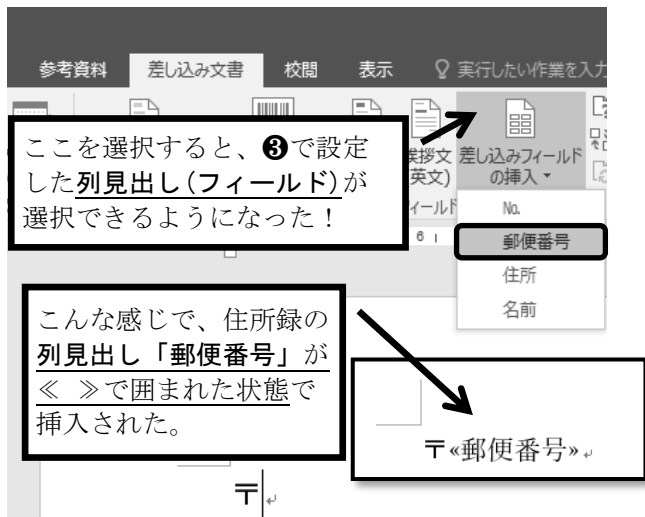 参考資料 差し込み文書 校閲 表示 実行したい作業を入力
ここを選択すると、❸で設定
した列見出し(フィールド)が
選択できるようになった！
挨拶文 差し込みフィールド
英文) の挿入
ィールド
No.
6
郵便番号
住所
名前
こんな感じで、住所録の
列見出し「郵便番号」が
≪ ≫で囲まれた状態で
挿入された。
〒«郵便番号»↵
〒↵